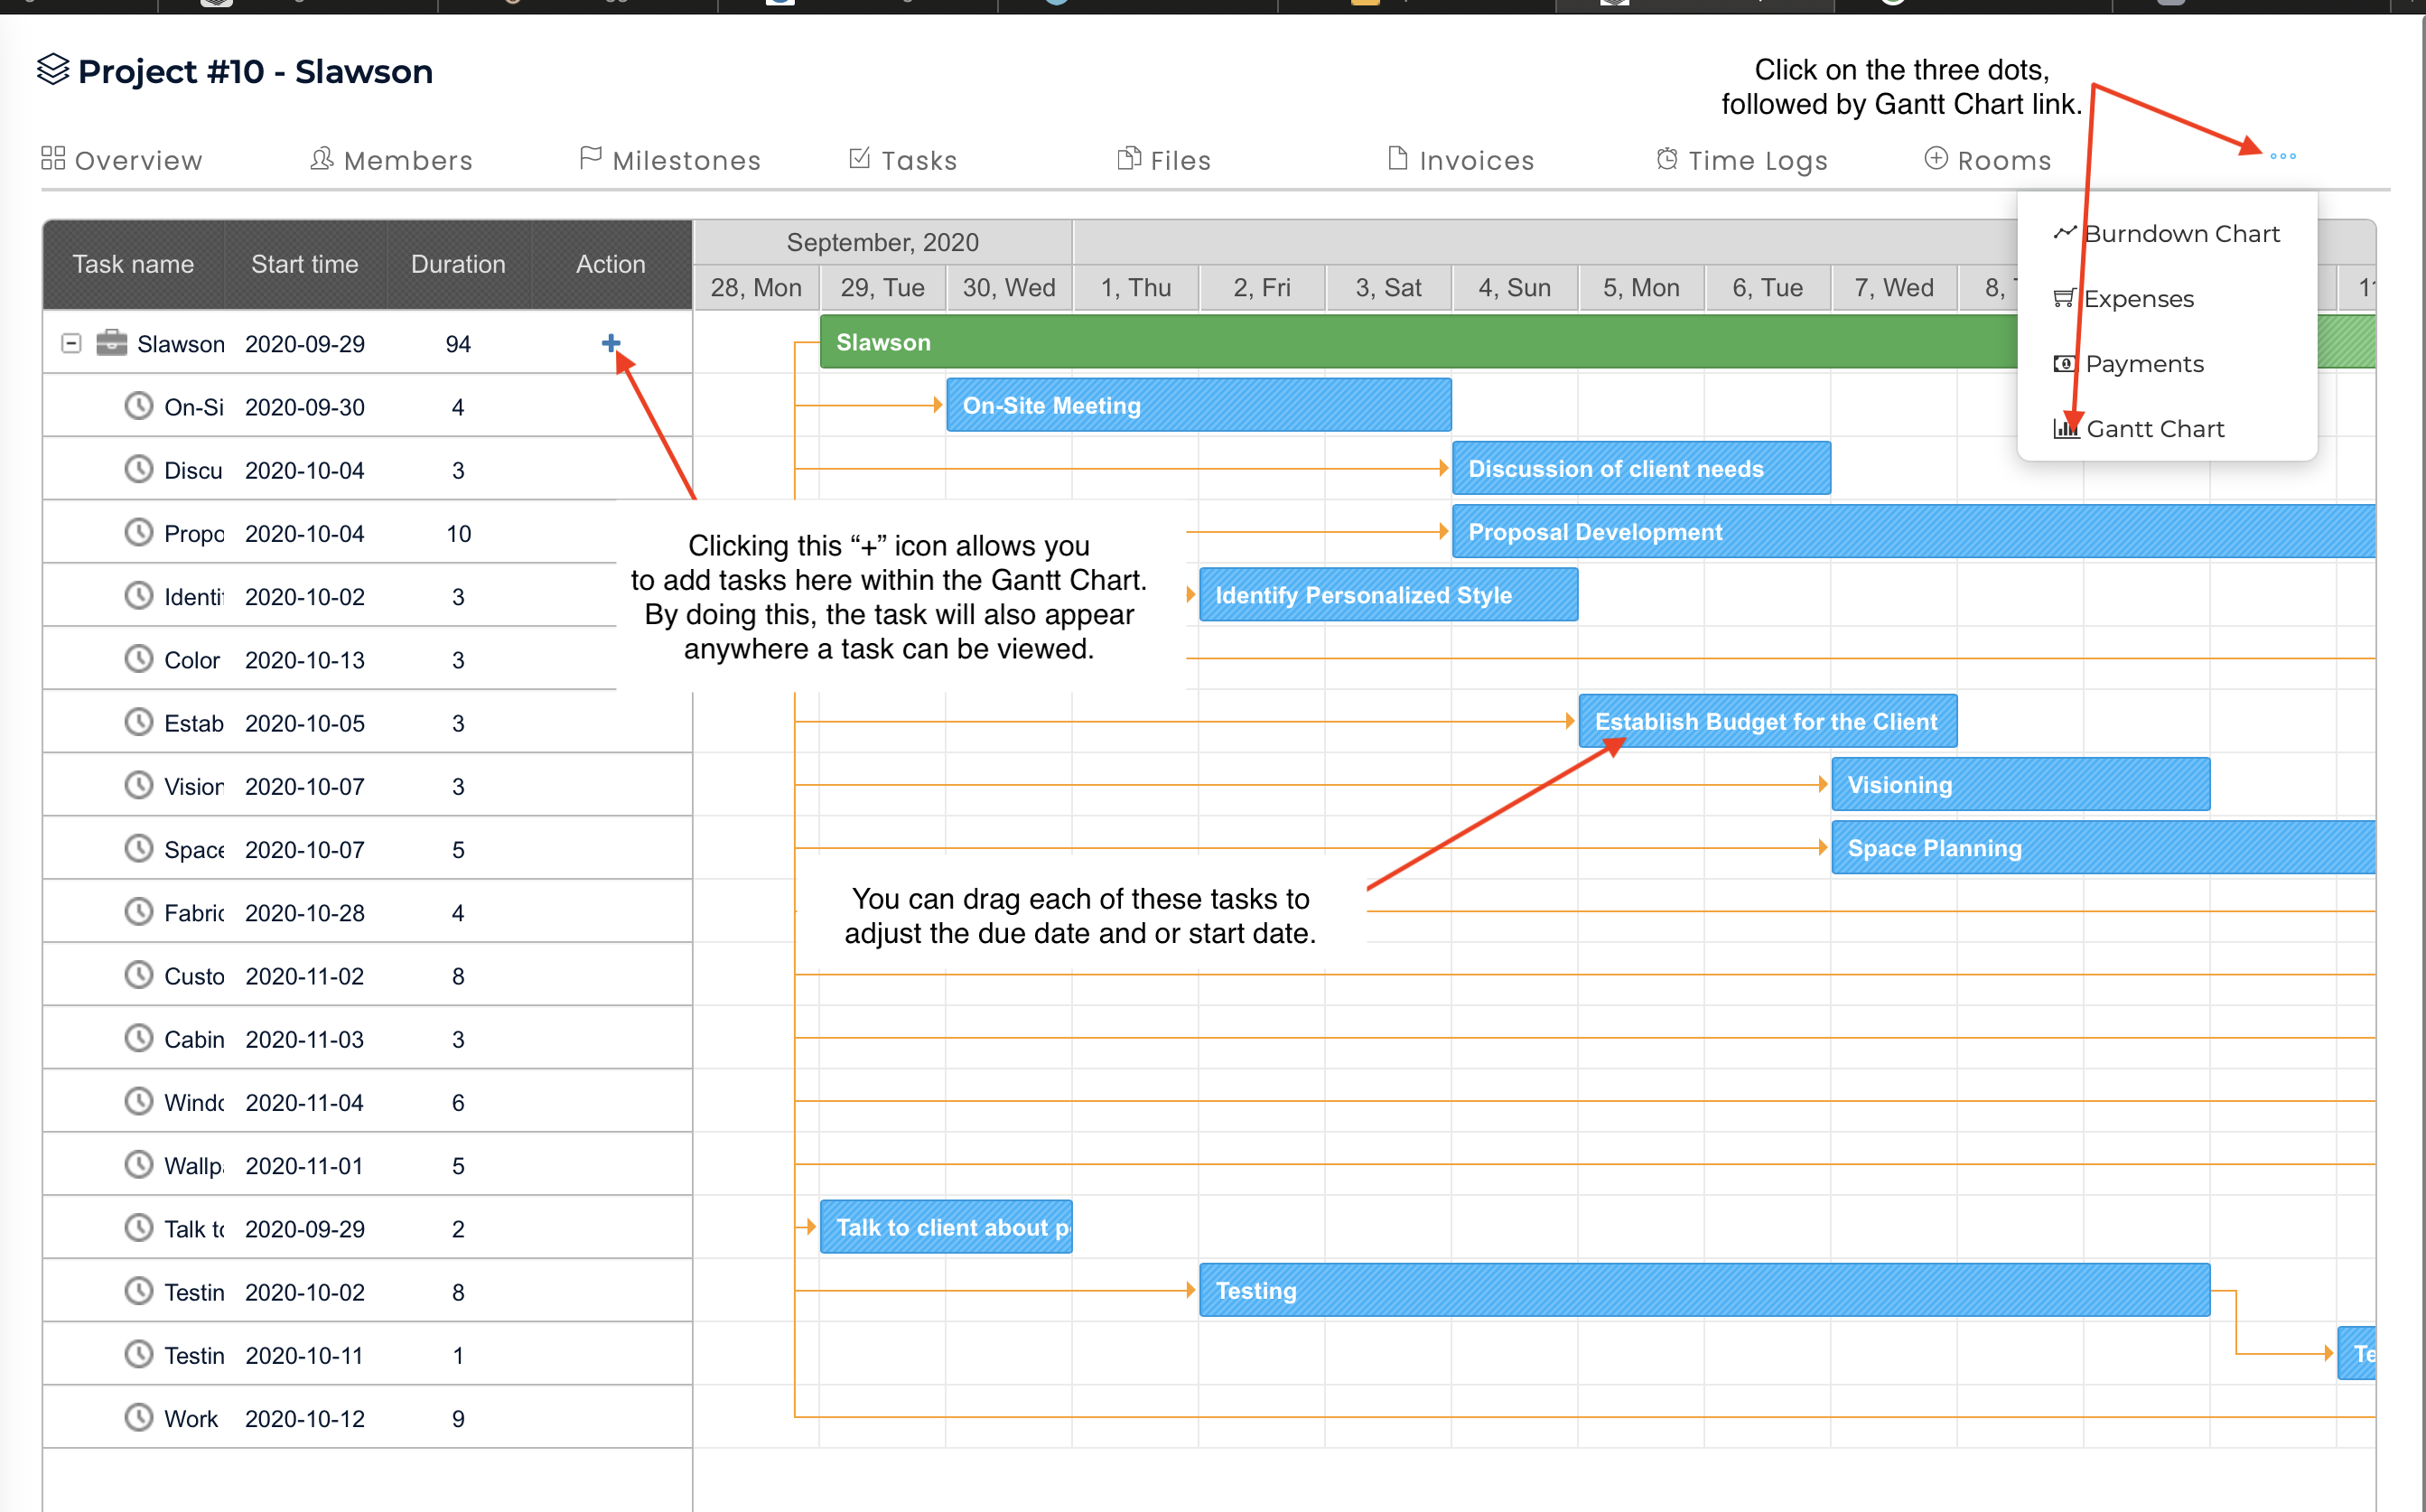 Project #10 - Slawson
Click on the three dots,
followed by Gantt Chart link.
Overview Members Milestones Tasks Files Invoices Time Logs Rooms
Burndown Chart
Expenses
Payments
Gantt Chart
Task name Start time Duration Action
September, 2020
28, Mon 29, Tue 30, Wed 1, Thu 2, Fri 3, Sat 4, Sun 5, Mon 6, Tue 7, Wed 8,
Slawson 2020-09-29 94 + Slawson
On-Si 2020-09-30 4 On-Site Meeting
Discu 2020-10-04 3 Discussion of client needs
Propo 2020-10-04 10 Proposal Development
Identi 2020-10-02 3 Identify Personalized Style
Color 2020-10-13 3
Clicking this “+” icon allows you
to add tasks here within the Gantt Chart.
By doing this, the task will also appear
anywhere a task can be viewed.
Estab 2020-10-05 3 Establish Budget for the Client
Vision 2020-10-07 3 Visioning
Space 2020-10-07 5 Space Planning
Fabric 2020-10-28 4
You can drag each of these tasks to
adjust the due date and or start date.
Custo 2020-11-02 8
Cabin 2020-11-03 3
Windo 2020-11-04 6
Wallp 2020-11-01 5
Talk to 2020-09-29 2 Talk to client about p
Testin 2020-10-02 8 Testing
Testin 2020-10-11 1 Te
Work 2020-10-12 9